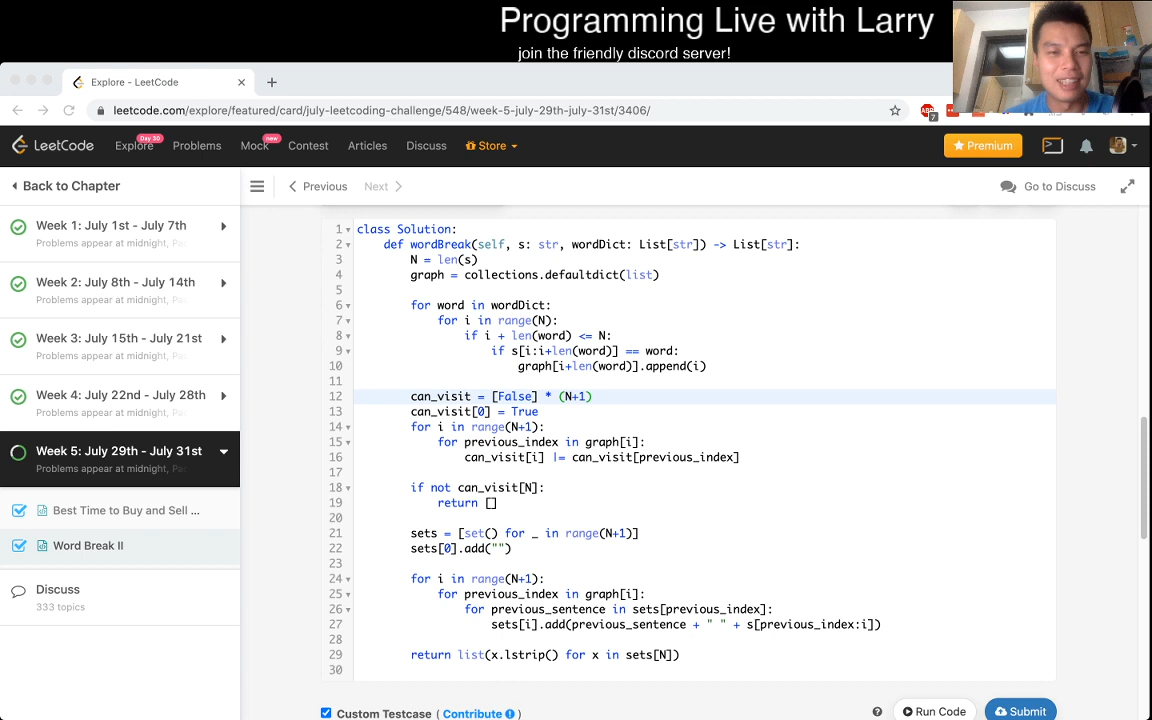 Programming Live with Larry
join the friendly discord server!
Explore - LeetCode
leetcode.com/explore/featured/card/july-leetcoding-challenge/548/week-5-july-29th-july-31st/3406/
7
LeetCode
Explore
Day 30
Problems
Mock
new
Contest
Articles
Discuss
Store
Premium
Back to Chapter
Previous
Next
Go to Discuss
Week 1: July 1st - July 7th
Problems appear at midnight, Pa
Week 2: July 8th - July 14th
Problems appear at midnight, Pa
Week 3: July 15th - July 21st
Problems appear at midnight, Pa
Week 4: July 22nd - July 28th
Problems appear at midnight, Pa
Week 5: July 29th - July 31st
Problems appear at midnight, Pa
Best Time to Buy and Sell ...
Word Break II
Discuss
333 topics
1 class Solution:
2 def wordBreak(self, s: str, wordDict: List[str]) -> List[str]:
3 N = len(s)
4 graph = collections.defaultdict(list)
5
6 for word in wordDict:
7 for i in range(N):
8 if i + len(word) <= N:
9 if s[i:i+len(word)] == word:
10 graph[i+len(word)].append(i)
11
12 can_visit = [False] * (N+1)
13 can_visit[0] = True
14 for i in range(N+1):
15 for previous_index in graph[i]:
16 can_visit[i] |= can_visit[previous_index]
17
18 if not can_visit[N]:
19 return []
20
21 sets = [set() for _ in range(N+1)]
22 sets[0].add("")
23
24 for i in range(N+1):
25 for previous_index in graph[i]:
26 for previous_sentence in sets[previous_index]:
27 sets[i].add(previous_sentence + " " + s[previous_index:i])
28
29 return list(x.lstrip() for x in sets[N])
30
Custom Testcase ( Contribute )
Run Code
Submit